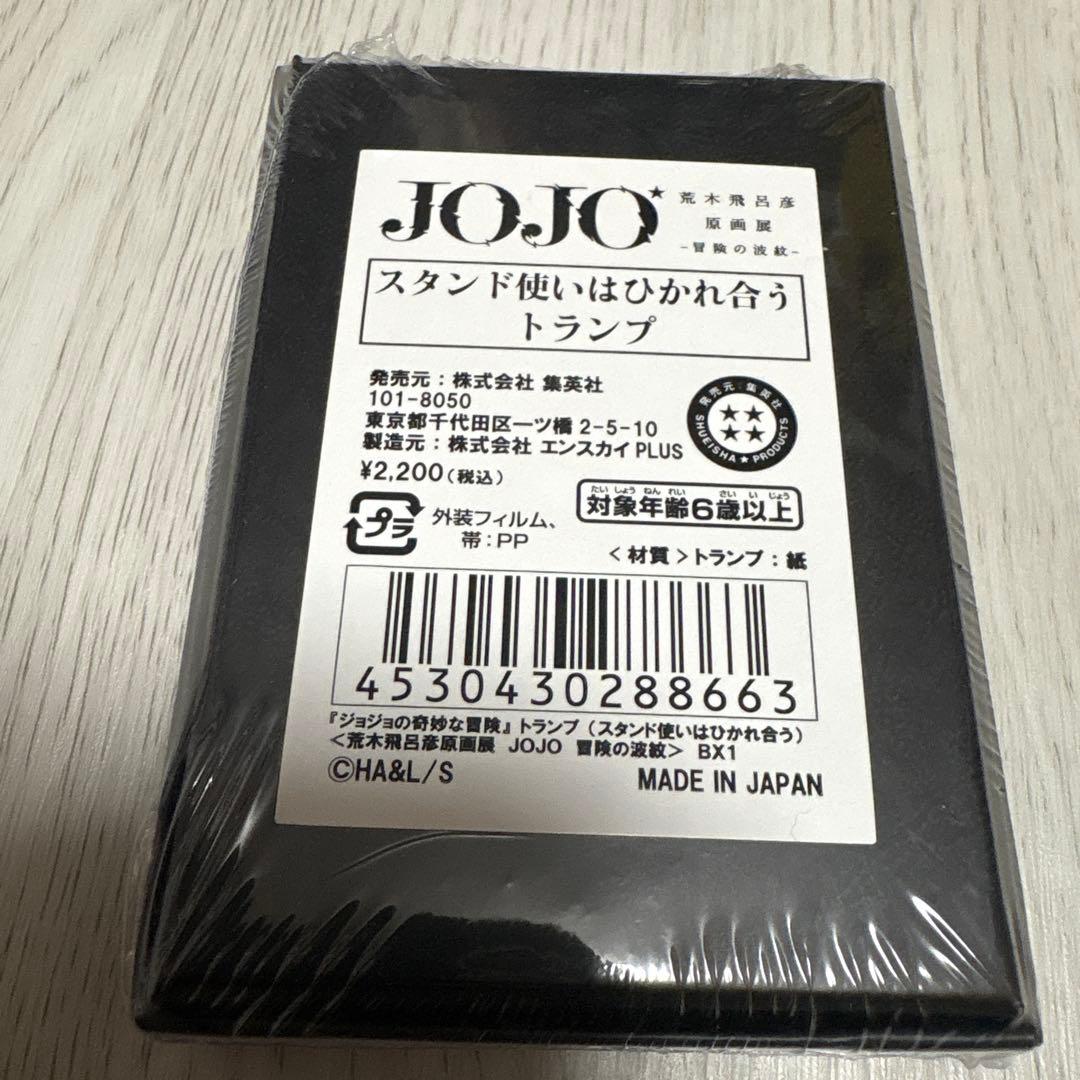 JOJO★
荒木飛呂彦
原画展
-冒険の波紋-
スタンド使いはひかれ合う
トランプ
発売元：株式会社 集英社
101-8050
東京都千代田区一ツ橋 2-5-10
製造元：株式会社 エンスカイPLUS
¥2,200(税込)
発売元：集英社
★★
★★
SHUEISHA★PRODUCTS
たいしょうねんれい さいいじょう
対象年齢6歳以上
プラ
外装フィルム、
帯：PP
＜材質＞トランプ：紙
4530430288663
『ジョジョの奇妙な冒険』トランプ（スタンド使いはひかれ合う）
＜荒木飛呂彦原画展 JOJO 冒険の波紋＞ BX1
©HA&L/S
MADE IN JAPAN